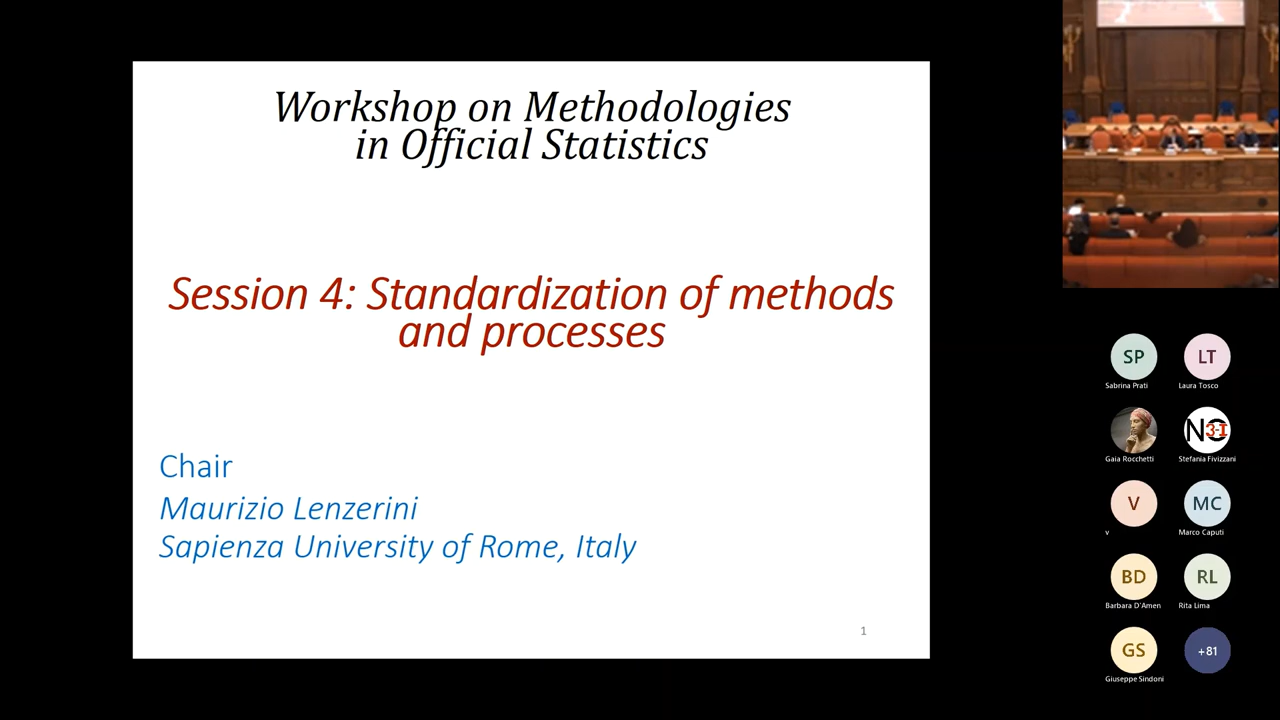 Workshop on Methodologies
in Official Statistics
Session 4: Standardization of methods
and processes
Chair
Maurizio Lenzerini
Sapienza University of Rome, Italy
1
SP
LT
Sabrina Prati
Laura Tosco
NO
3-I
Gaia Rocchetti
Stefania Fivizzani
V
MC
v
Marco Caputi
BD
RL
Barbara D'Amen
Rita Lima
GS
+81
Giuseppe Sindoni